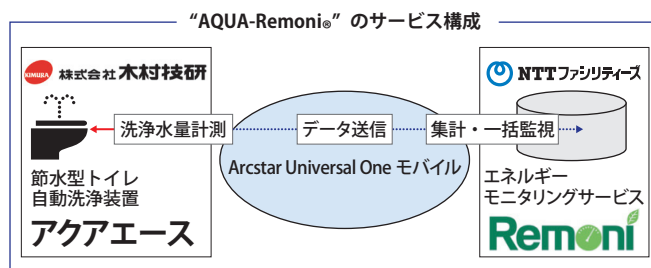 “AQUA-Remoni®” のサービス構成
KIMURA 株式会社木村技研
NTTファシリティーズ
洗浄水量計測
データ送信
集計・一括監視
Arcstar Universal One モバイル
節水型トイレ
自動洗浄装置
アクアエース
エネルギー
モニタリングサービス
Remoni